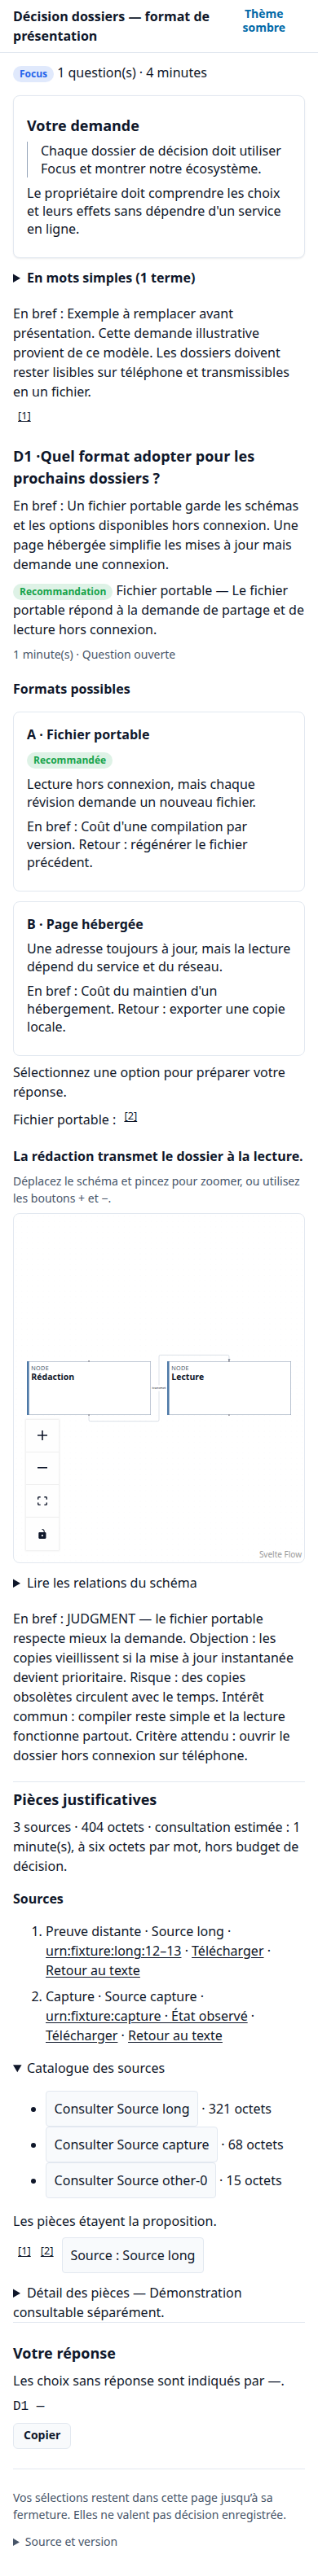 Décision dossiers — format de
présentation
Thème
sombre
Focus 1 question(s) · 4 minutes
Votre demande
Chaque dossier de décision doit utiliser
Focus et montrer notre écosystème.
Le propriétaire doit comprendre les choix
et leurs effets sans dépendre d'un service
en ligne.
▶ En mots simples (1 terme)
En bref : Exemple à remplacer avant
présentation. Cette demande illustrative
provient de ce modèle. Les dossiers doivent
rester lisibles sur téléphone et transmissibles
en un fichier.
[1]
D1 ·Quel format adopter pour les
prochains dossiers ?
En bref : Un fichier portable garde les schémas
et les options disponibles hors connexion. Une
page hébergée simplifie les mises à jour mais
demande une connexion.
Recommandation Fichier portable — Le fichier
portable répond à la demande de partage et de
lecture hors connexion.
1 minute(s) · Question ouverte
Formats possibles
A · Fichier portable
Recommandée
Lecture hors connexion, mais chaque
révision demande un nouveau fichier.
En bref : Coût d'une compilation par
version. Retour : régénérer le fichier
précédent.
B · Page hébergée
Une adresse toujours à jour, mais la lecture
dépend du service et du réseau.
En bref : Coût du maintien d'un
hébergement. Retour : exporter une copie
locale.
Sélectionnez une option pour préparer votre
réponse.
Fichier portable : [2]
La rédaction transmet le dossier à la lecture.
Déplacez le schéma et pincez pour zoomer, ou utilisez
les boutons + et −.
NODE
Rédaction
NODE
Lecture
Svelte Flow
▶ Lire les relations du schéma
En bref : JUDGMENT — le fichier portable
respecte mieux la demande. Objection : les
copies vieillissent si la mise à jour instantanée
devient prioritaire. Risque : des copies
obsolètes circulent avec le temps. Intérêt
commun : compiler reste simple et la lecture
fonctionne partout. Critère attendu : ouvrir le
dossier hors connexion sur téléphone.
Pièces justificatives
3 sources · 404 octets · consultation estimée : 1
minute(s), à six octets par mot, hors budget de
décision.
Sources
1. Preuve distante · Source long ·
urn:fixture:long:12–13 · Télécharger ·
Retour au texte
2. Capture · Source capture ·
urn:fixture:capture · État observé ·
Télécharger · Retour au texte
▼ Catalogue des sources
• Consulter Source long · 321 octets
• Consulter Source capture · 68 octets
• Consulter Source other-0 · 15 octets
Les pièces étayent la proposition.
[1] [2] Source : Source long
▶ Détail des pièces — Démonstration
consultable séparément.
Votre réponse
Les choix sans réponse sont indiqués par —.
D1 —
Copier
Vos sélections restent dans cette page jusqu’à sa
fermeture. Elles ne valent pas décision enregistrée.
▶ Source et version